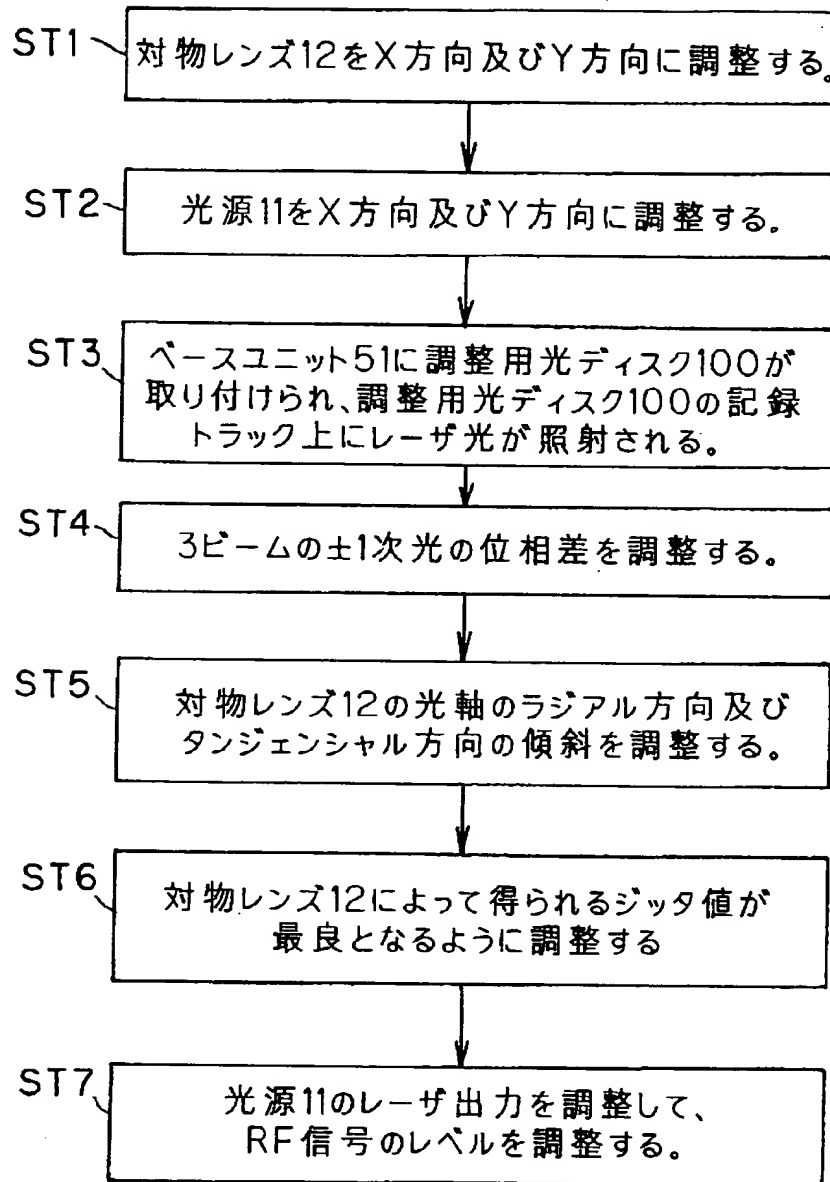 ST1
対物レンズ12をX方向及びY方向に調整する。
ST2
光源11をX方向及びY方向に調整する。
ST3
ベースユニット51に調整用光ディスク100が
取り付けられ、調整用光ディスク100の記録
トラック上にレーザ光が照射される。
ST4
3ビームの±1次光の位相差を調整する。
ST5
対物レンズ12の光軸のラジアル方向及び
タンジェンシャル方向の傾斜を調整する。
ST6
対物レンズ12によって得られるジッタ値が
最良となるように調整する
ST7
光源11のレーザ出力を調整して、
RF信号のレベルを調整する。